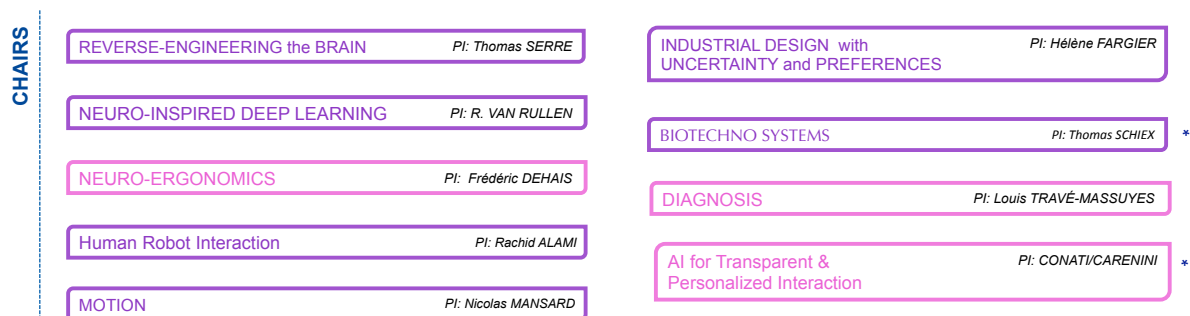 CHAIRS
REVERSE-ENGINEERING the BRAIN PI: Thomas SERRE
NEURO-INSPIRED DEEP LEARNING PI: R. VAN RULLEN
NEURO-ERGONOMICS PI: Frédéric DEHAIS
Human Robot Interaction PI: Rachid ALAMI
MOTION PI: Nicolas MANSARD
INDUSTRIAL DESIGN with PI: Hélène FARGIER
UNCERTAINTY and PREFERENCES
BIOTECHNO SYSTEMS PI: Thomas SCHIEX *
DIAGNOSIS PI: Louis TRAVÉ-MASSUYES
AI for Transparent & PI: CONATI/CARENINI *
Personalized Interaction